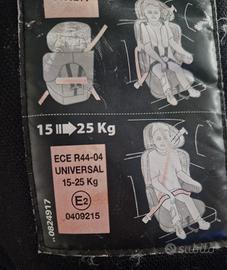 15 25 Kg
ECE R44-04
UNIVERSAL
15-25 Kg
E2
0409215
0824917
subito